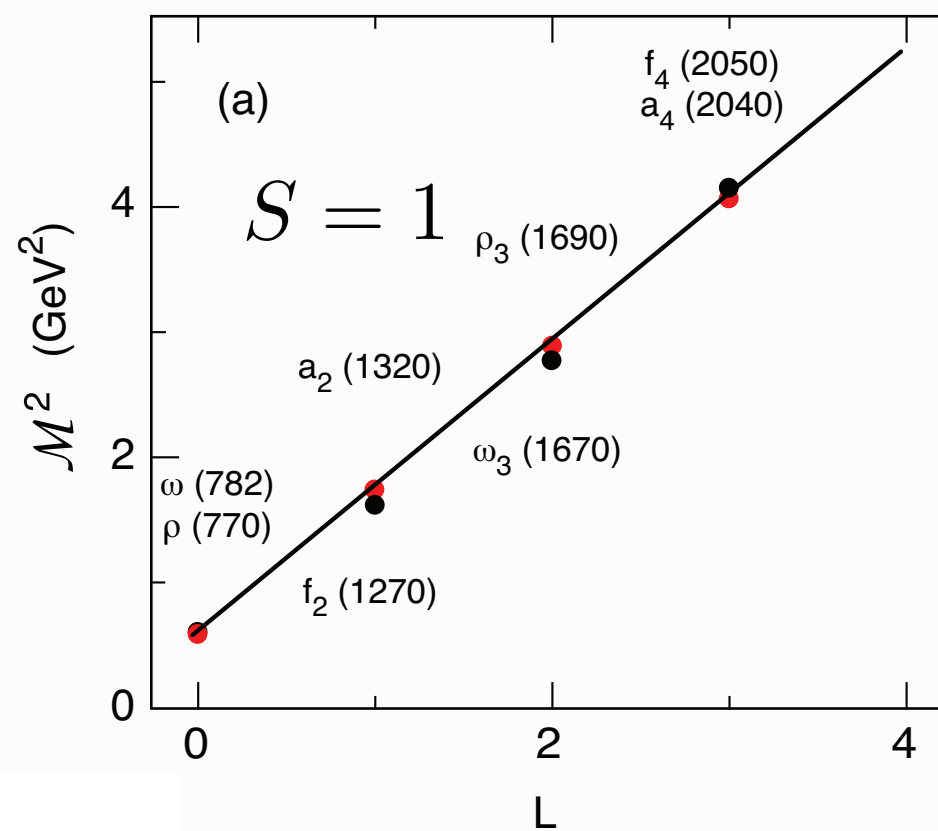 (a)
S = 1
f₄ (2050)
a₄ (2040)
ρ₃ (1690)
a₂ (1320)
ω₃ (1670)
ω (782)
ρ (770)
f₂ (1270)
ℳ² (GeV²)
4
2
0
0 2 4
L